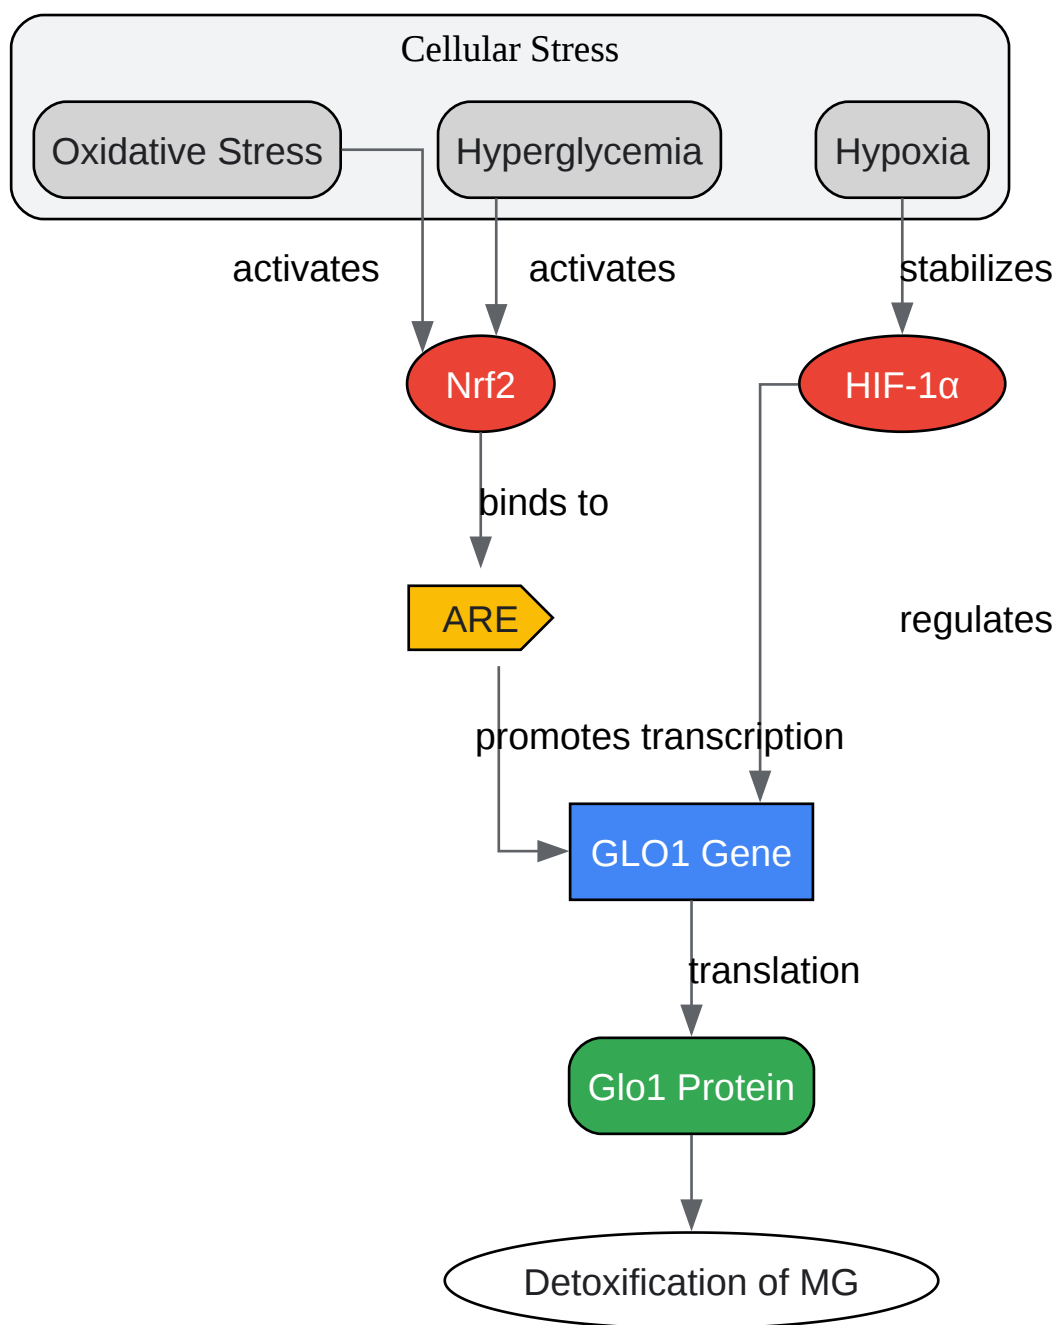 Cellular Stress
Oxidative Stress
Hyperglycemia
Hypoxia
activates
activates
stabilizes
Nrf2
HIF-1α
binds to
ARE
regulates
promotes transcription
GLO1 Gene
translation
Glo1 Protein
Detoxification of MG